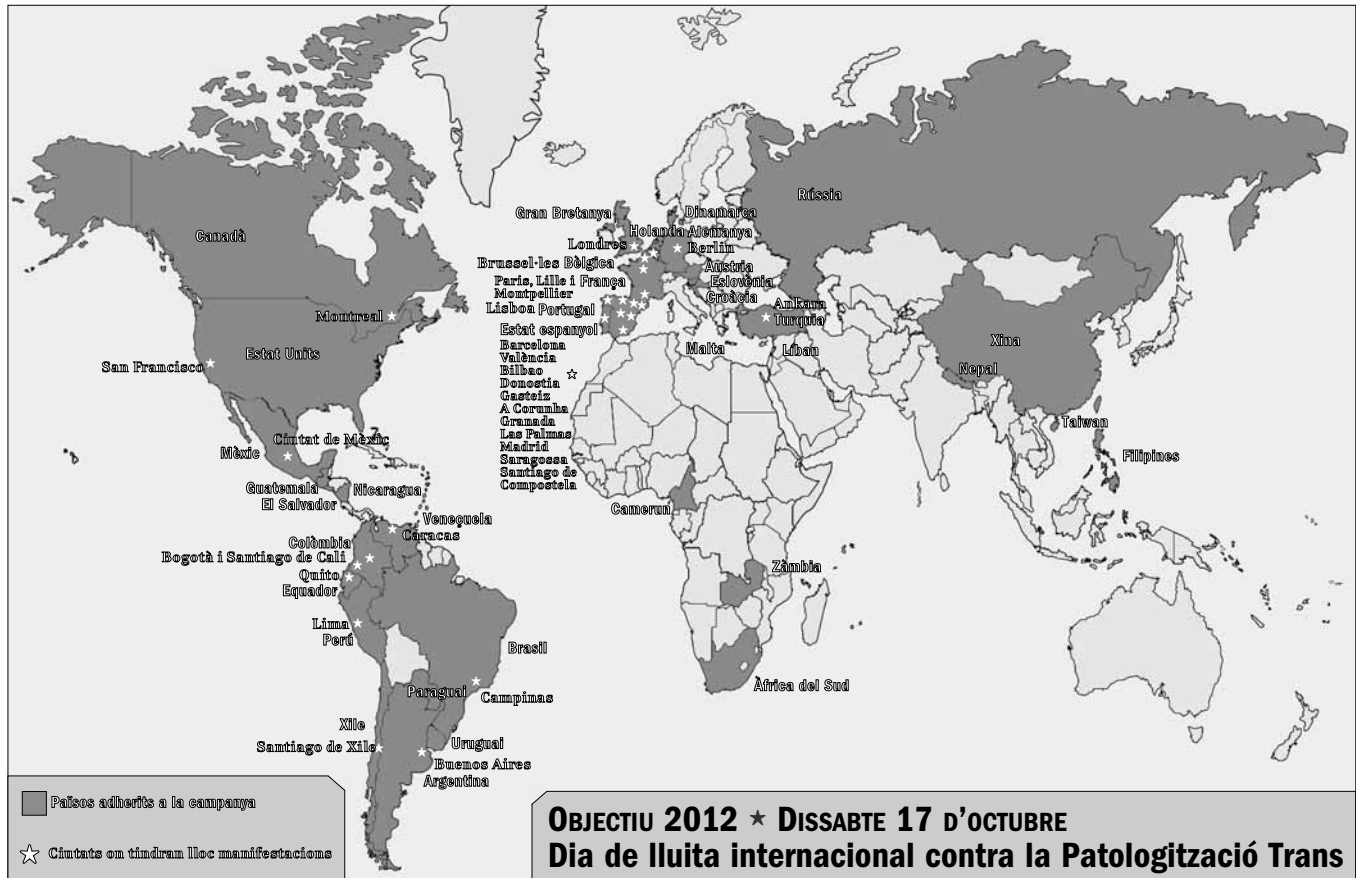 Canadà
Montreal
Estat Units
San Francisco
Ciutat de Mèxic
Mèxic
Guatemala
El Salvador
Nicaragua
Veneçuela
Caracas
Colòmbia
Bogotà i Santiago de Cali
Quito
Equador
Lima
Perú
Brasil
Paraguai
Campinas
Xile
Santiago de Xile
Uruguai
Buenos Aires
Argentina
Gran Bretanya
Dinamarca
Holanda Alemanya
Londres
Berlin
Brussel·les Bèlgica
Àustria
Paris, Lille i França
Eslovènia
Montpellier
Croàcia
Lisboa Portugal
Ankara
Turquia
Estat espanyol
Barcelona
València
Bilbao
Donostia
Gasteiz
A Corunha
Granada
Las Palmas
Madrid
Saragossa
Santiago de
Compostela
Malta
Líban
Rússia
Xina
Nepal
Taiwan
Filipines
Camerun
Zàmbia
Àfrica del Sud
Països adherits a la campanya
Ciutats on tindran lloc manifestacions
OBJECTIU 2012 ★ DISSABTE 17 D'OCTUBRE
Dia de lluita internacional contra la Patologització Trans